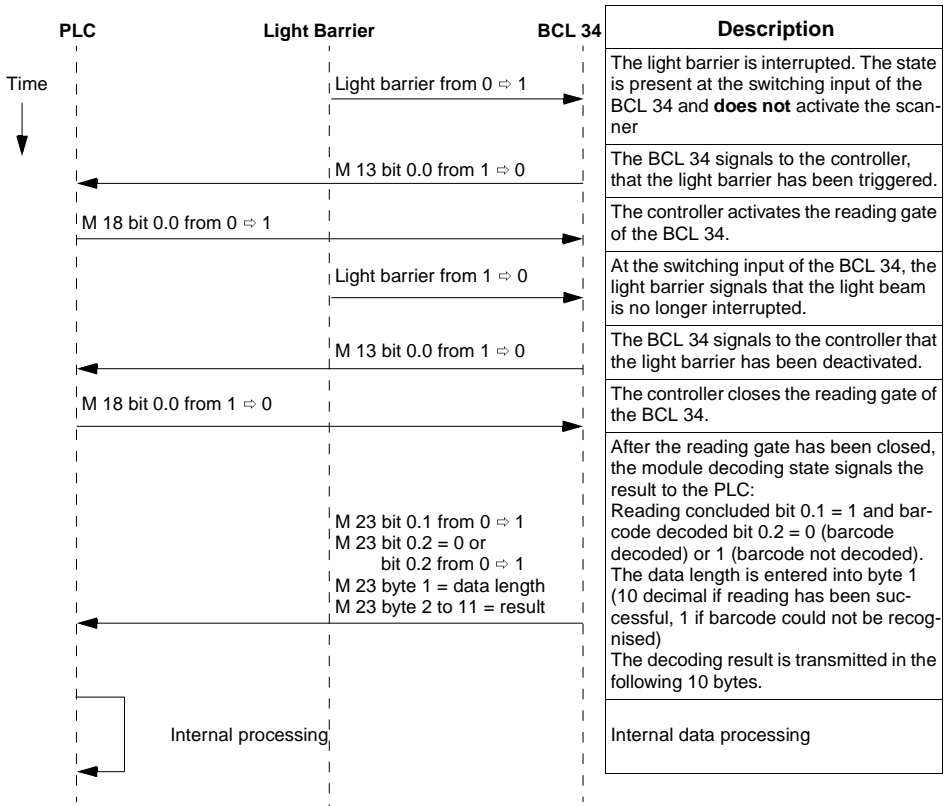 PLC Light Barrier BCL 34 Description
Time
Light barrier from 0 ⇨ 1
The light barrier is interrupted. The state
is present at the switching input of the
BCL 34 and does not activate the scan-
ner
M 13 bit 0.0 from 1 ⇨ 0
The BCL 34 signals to the controller,
that the light barrier has been triggered.
M 18 bit 0.0 from 0 ⇨ 1
The controller activates the reading gate
of the BCL 34.
Light barrier from 1 ⇨ 0
At the switching input of the BCL 34, the
light barrier signals that the light beam
is no longer interrupted.
M 13 bit 0.0 from 1 ⇨ 0
The BCL 34 signals to the controller that
the light barrier has been deactivated.
M 18 bit 0.0 from 1 ⇨ 0
The controller closes the reading gate of
the BCL 34.
M 23 bit 0.1 from 0 ⇨ 1
M 23 bit 0.2 = 0 or
bit 0.2 from 0 ⇨ 1
M 23 byte 1 = data length
M 23 byte 2 to 11 = result
After the reading gate has been closed,
the module decoding state signals the
result to the PLC:
Reading concluded bit 0.1 = 1 and bar-
code decoded bit 0.2 = 0 (barcode
decoded) or 1 (barcode not decoded).
The data length is entered into byte 1
(10 decimal if reading has been suc-
cessful, 1 if barcode could not be recog-
nised)
The decoding result is transmitted in the
following 10 bytes.
Internal processing
Internal data processing